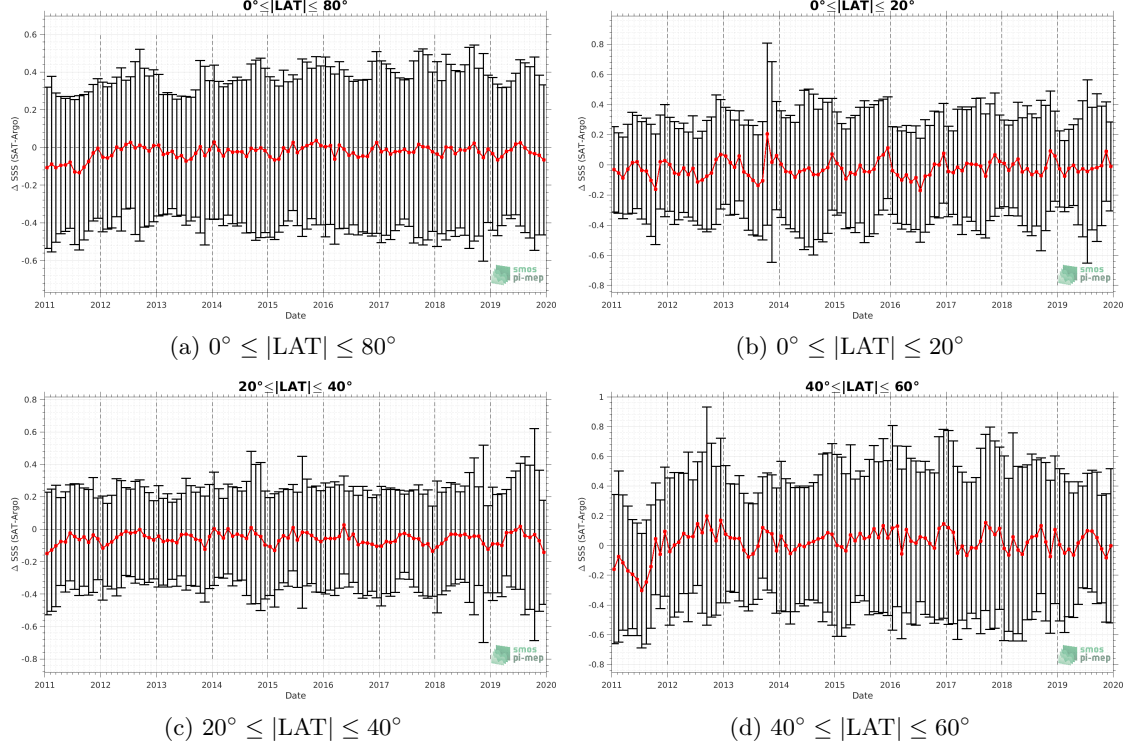 0°≤|LAT|≤ 80°
Δ SSS (SAT-Argo)
0.6
0.4
0.2
0
-0.2
-0.4
-0.6
2011 2012 2013 2014 2015 2016 2017 2018 2019 2020
Date
smos
pi-mep
(a) 0° ≤ |LAT| ≤ 80°
0°≤|LAT|≤ 20°
Δ SSS (SAT-Argo)
0.8
0.6
0.4
0.2
0
-0.2
-0.4
-0.6
-0.8
2011 2012 2013 2014 2015 2016 2017 2018 2019 2020
Date
smos
pi-mep
(b) 0° ≤ |LAT| ≤ 20°
20°≤|LAT|≤ 40°
Δ SSS (SAT-Argo)
0.8
0.6
0.4
0.2
0
-0.2
-0.4
-0.6
-0.8
2011 2012 2013 2014 2015 2016 2017 2018 2019 2020
Date
smos
pi-mep
(c) 20° ≤ |LAT| ≤ 40°
40°≤|LAT|≤ 60°
Δ SSS (SAT-Argo)
1
0.8
0.6
0.4
0.2
0
-0.2
-0.4
-0.6
-0.8
2011 2012 2013 2014 2015 2016 2017 2018 2019 2020
Date
smos
pi-mep
(d) 40° ≤ |LAT| ≤ 60°